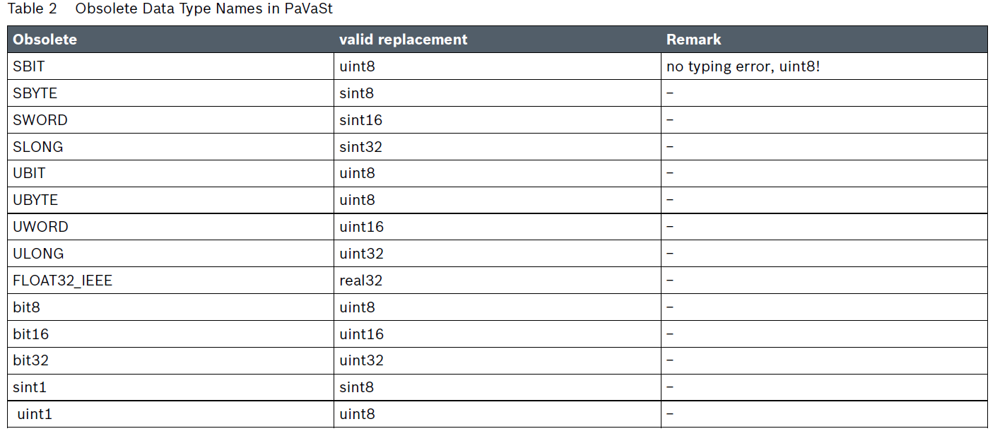 Table 2 Obsolete Data Type Names in PaVaSt
Obsolete valid replacement Remark
SBIT uint8 no typing error, uint8!
SBYTE sint8 –
SWORD sint16 –
SLONG sint32 –
UBIT uint8 –
UBYTE uint8 –
UWORD uint16 –
ULONG uint32 –
FLOAT32_IEEE real32 –
bit8 uint8 –
bit16 uint16 –
bit32 uint32 –
sint1 sint8 –
uint1 uint8 –